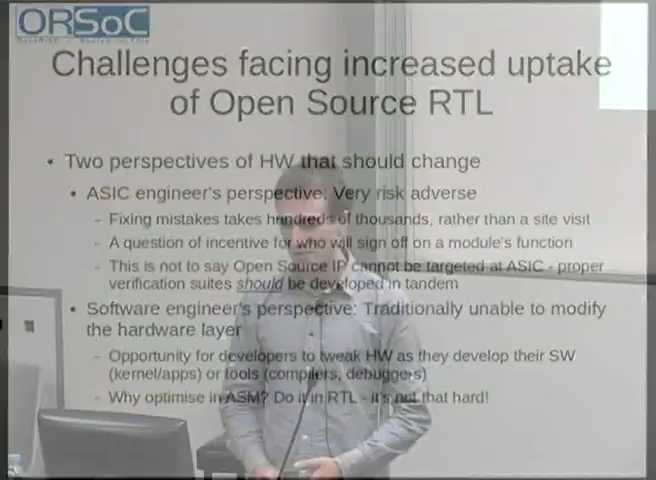 ORSoC
Challenges facing increased uptake
of Open Source RTL
• Two perspectives of HW that should change
• ASIC engineer's perspective: Very risk adverse
– Fixing mistakes takes hundreds of thousands, rather than a site visit
– A question of incentive for who will sign off on a module's function
– This is not to say Open Source IP cannot be targeted at ASIC - proper
verification suites should be developed in tandem
• Software engineer's perspective: Traditionally unable to modify
the hardware layer
– Opportunity for developers to tweak HW as they develop their SW
(kernel/apps) or tools (compilers, debuggers)
– Why optimise in ASM? Do it in RTL - it's not that hard!